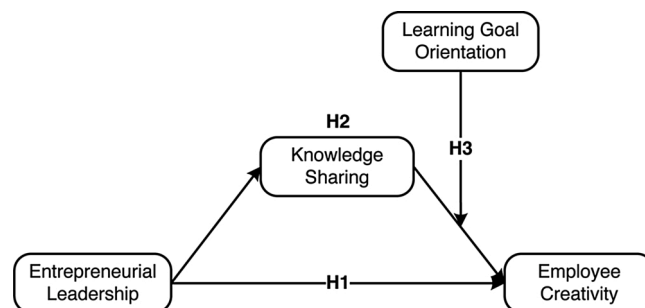 Learning Goal
Orientation
H2
Knowledge
Sharing
H3
Entrepreneurial
Leadership
H1
Employee
Creativity